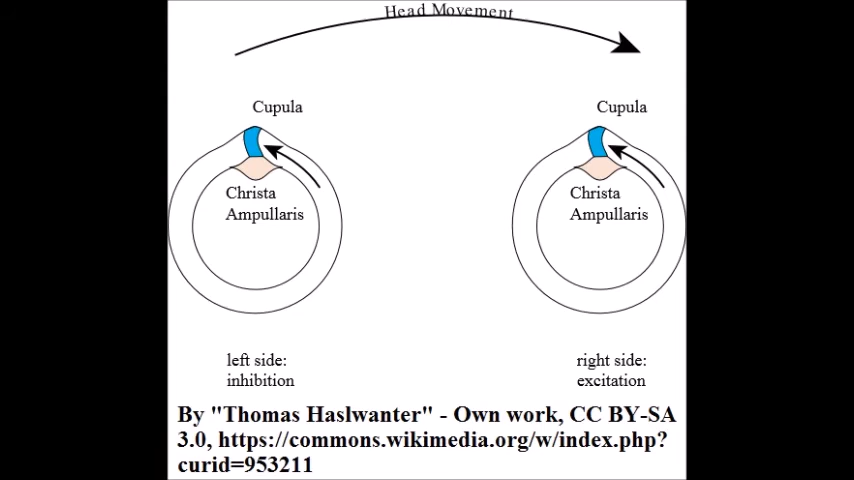 Head Movement
Cupula
Cupula
Christa
Ampullaris
Christa
Ampullaris
left side:
inhibition
right side:
excitation
By "Thomas Haslwanter" - Own work, CC BY-SA
3.0, https://commons.wikimedia.org/w/index.php?
curid=953211